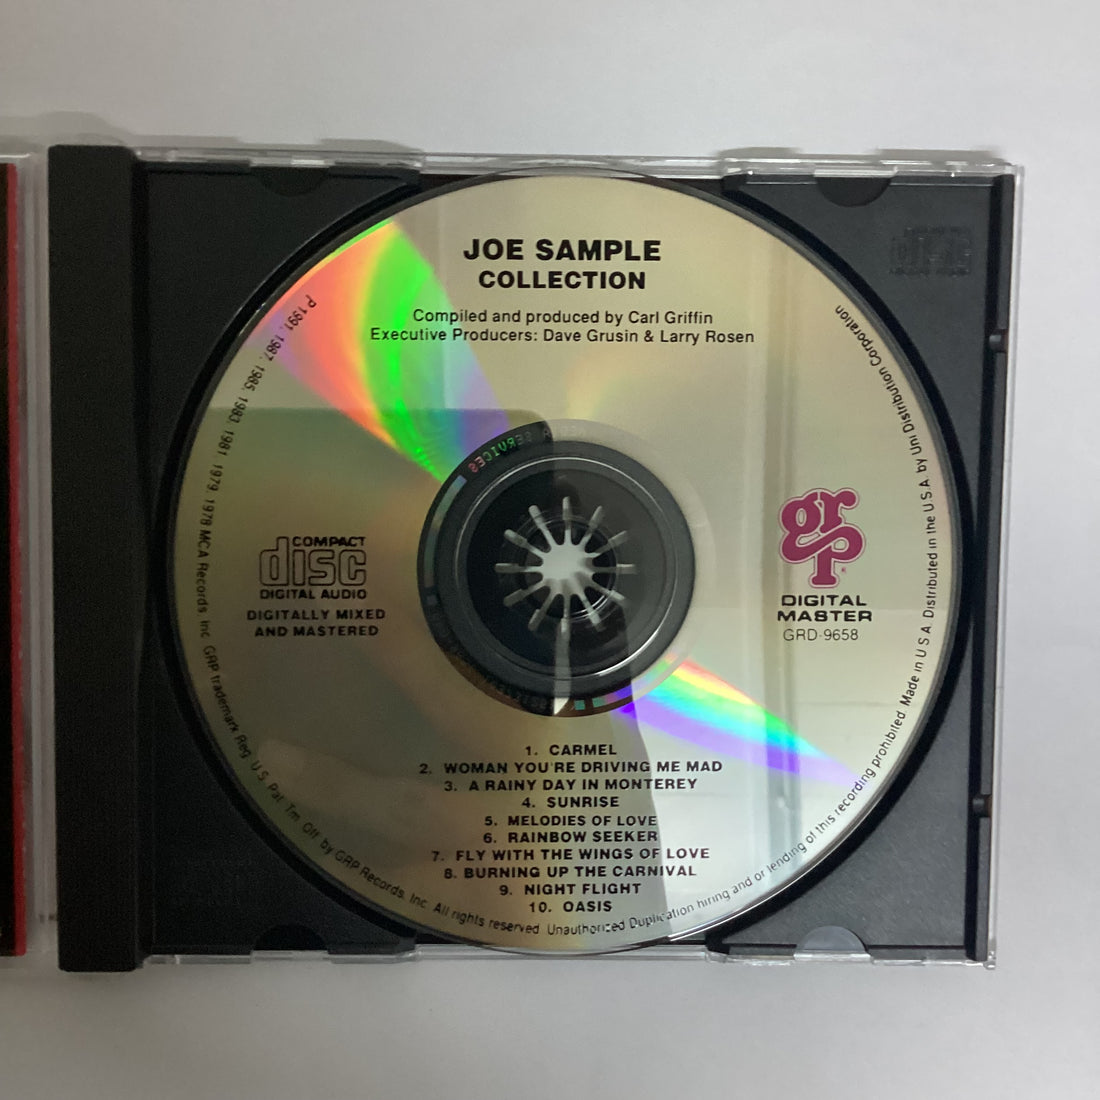 JOE SAMPLE
COLLECTION
Compiled and produced by Carl Griffin
Executive Producers: Dave Grusin & Larry Rosen
COMPACT
disc
DIGITAL AUDIO
DIGITALLY MIXED
AND MASTERED
grp
DIGITAL
MASTER
GRD-9658
1. CARMEL
2. WOMAN YOU'RE DRIVING ME MAD
3. A RAINY DAY IN MONTEREY
4. SUNRISE
5. MELODIES OF LOVE
6. RAINBOW SEEKER
7. FLY WITH THE WINGS OF LOVE
8. BURNING UP THE CARNIVAL
9. NIGHT FLIGHT
10. OASIS
P 1991, 1987, 1985, 1983, 1981, 1979, 1978 MCA Records, Inc. GRP trademark Reg. U.S. Pat. Tm. Off. by GRP Records, Inc. All rights reserved. Unauthorized Duplication hiring and or lending of this recording prohibited. Made in U.S.A. Distributed in the U.S.A. by Uni Distribution Corporation